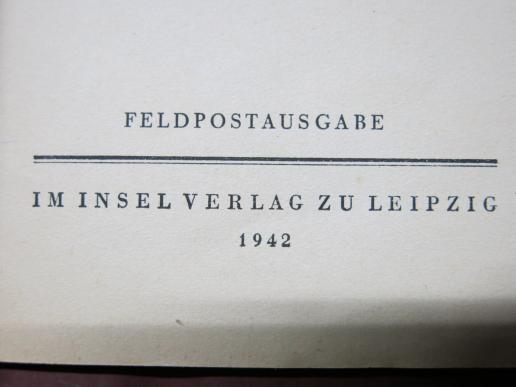 FELDPOSTAUSGABE
IM INSEL VERLAG ZU LEIPZIG
1942